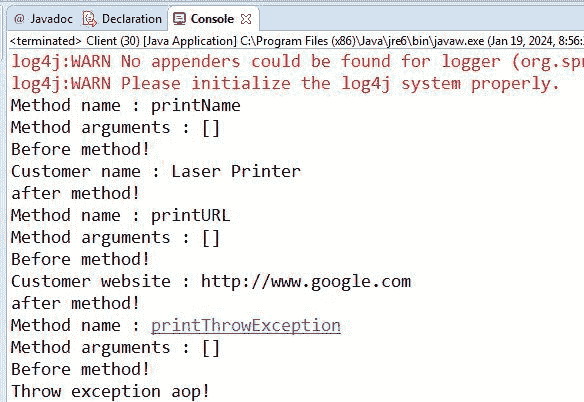 @ Javadoc Declaration Console
<terminated> Client (30) [Java Application] C:\Program Files (x86)\Java\jre6\bin\javaw.exe (Jan 19, 2024, 8:56:
log4j:WARN No appenders could be found for logger (org.spr
log4j:WARN Please initialize the log4j system properly.
Method name : printName
Method arguments : []
Before method!
Customer name : Laser Printer
after method!
Method name : printURL
Method arguments : []
Before method!
Customer website : http://www.google.com
after method!
Method name : printThrowException
Method arguments : []
Before method!
Throw exception aop!